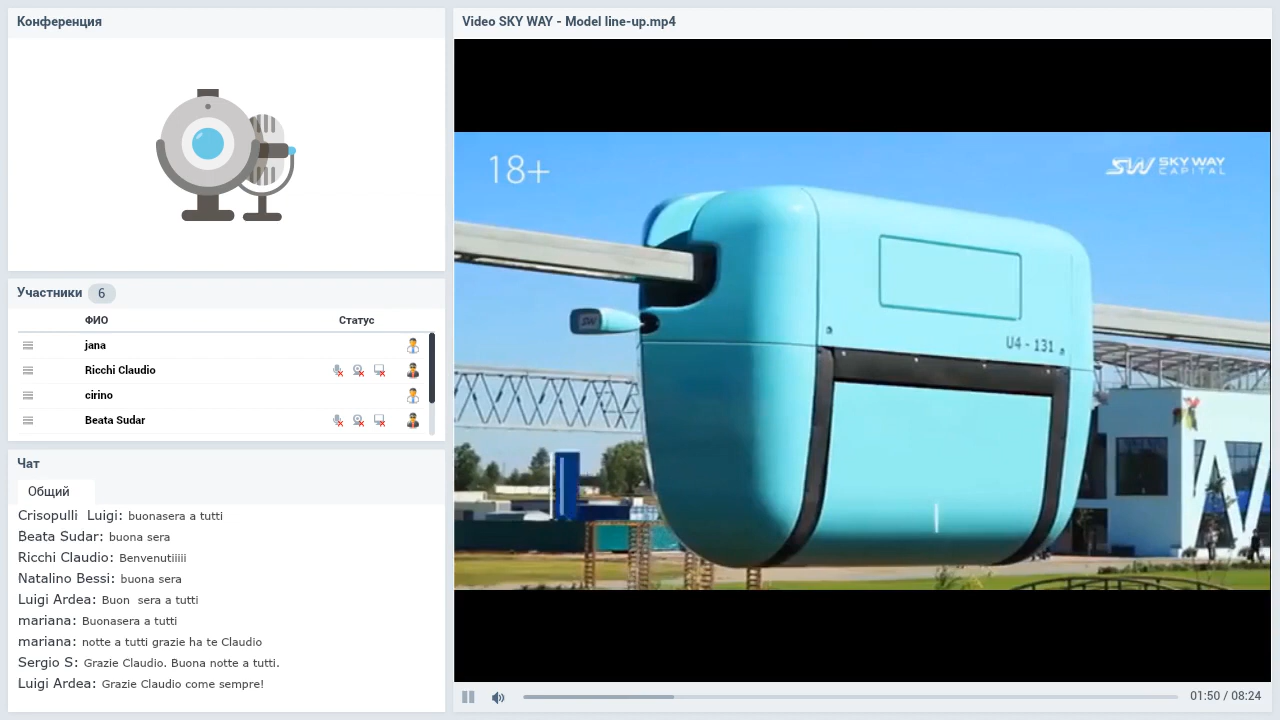 Конференция
Участники 6
ФИО Статус
jana
Ricchi Claudio
cirino
Beata Sudar
Чат
Общий
Crisopulli Luigi: buonasera a tutti
Beata Sudar: buona sera
Ricchi Claudio: Benvenutiiiii
Natalino Bessi: buona sera
Luigi Ardea: Buon sera a tutti
mariana: Buonasera a tutti
mariana: notte a tutti grazie ha te Claudio
Sergio S: Grazie Claudio. Buona notte a tutti.
Luigi Ardea: Grazie Claudio come sempre!
Video SKY WAY - Model line-up.mp4
18+
SW SKY WAY
CAPITAL
SW
U4 - 131
W
01:50 / 08:24